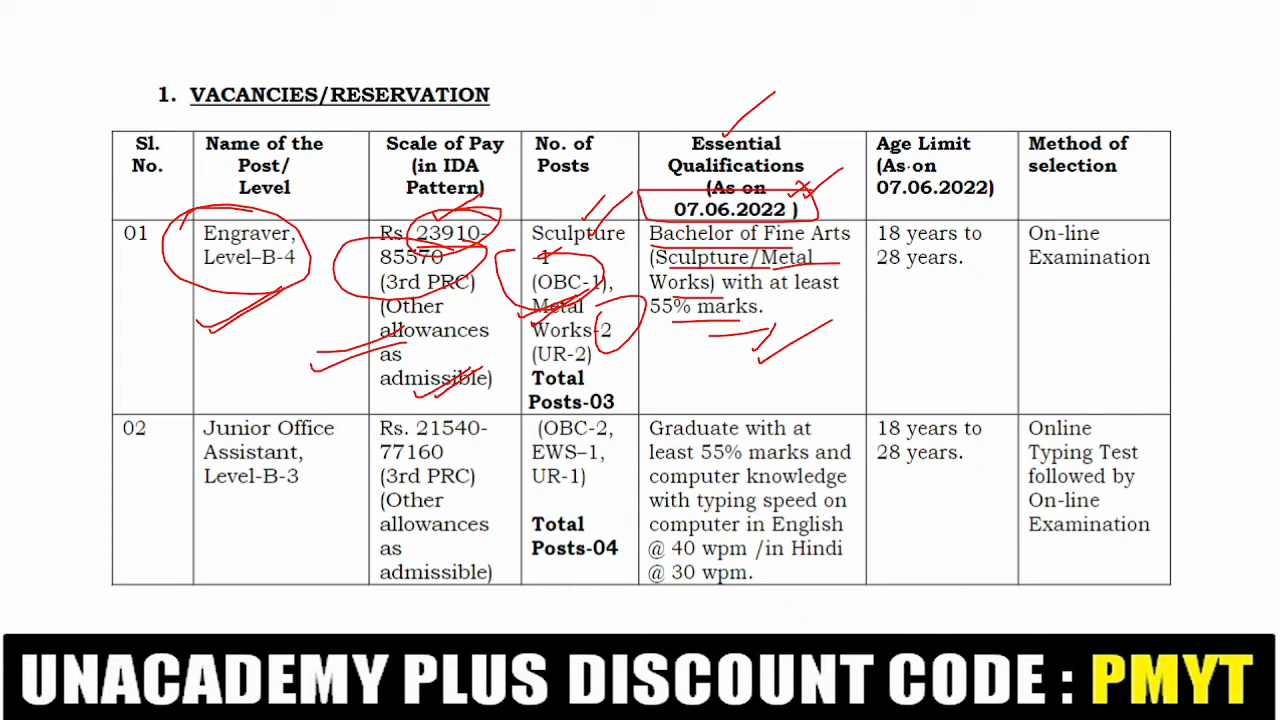 1. VACANCIES/RESERVATION
Sl.
No.
Name of the
Post/
Level
Scale of Pay
(in IDA
Pattern)
No. of
Posts
Essential
Qualifications
(As on
07.06.2022 )
Age Limit
(As on
07.06.2022)
Method of
selection
01
Engraver,
Level–B-4
Rs. 23910-
85570
(3rd PRC)
(Other
allowances
as
admissible)
Sculpture
-1
(OBC-1),
Metal
Works-2
(UR-2)
Total
Posts-03
Bachelor of Fine Arts
(Sculpture/Metal
Works) with at least
55% marks.
18 years to
28 years.
On-line
Examination
02
Junior Office
Assistant,
Level-B-3
Rs. 21540-
77160
(3rd PRC)
(Other
allowances
as
admissible)
(OBC-2,
EWS–1,
UR-1)
Total
Posts-04
Graduate with at
least 55% marks and
computer knowledge
with typing speed on
computer in English
@ 40 wpm /in Hindi
@ 30 wpm.
18 years to
28 years.
Online
Typing Test
followed by
On-line
Examination
UNACADEMY PLUS DISCOUNT CODE : PMYT